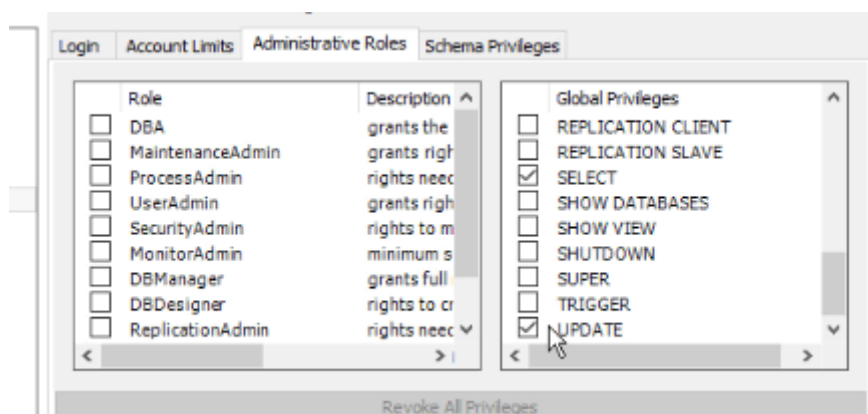 Login Account Limits Administrative Roles Schema Privileges
Role Description
DBA grants the
MaintenanceAdmin grants righ
ProcessAdmin rights need
UserAdmin grants righ
SecurityAdmin rights to m
MonitorAdmin minimum s
DBManager grants full
DBDesigner rights to cr
ReplicationAdmin rights need
Global Privileges
REPLICATION CLIENT
REPLICATION SLAVE
SELECT
SHOW DATABASES
SHOW VIEW
SHUTDOWN
SUPER
TRIGGER
UPDATE
Revoke All Privileges